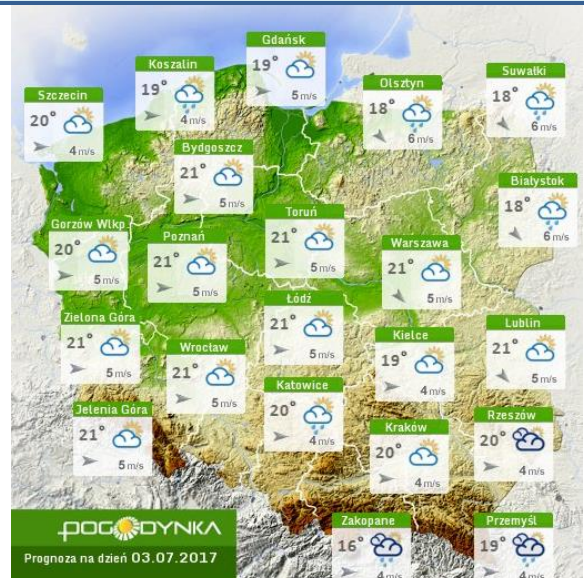 Gdańsk
19°
5 m/s
Koszalin
19°
4 m/s
Suwałki
18°
6 m/s
Olsztyn
18°
6 m/s
Szczecin
20°
4 m/s
Bydgoszcz
21°
5 m/s
Białystok
18°
6 m/s
Toruń
21°
5 m/s
Gorzów Wlkp
20°
5 m/s
Poznań
21°
5 m/s
Warszawa
21°
5 m/s
Łódź
21°
5 m/s
Zielona Góra
21°
5 m/s
Lublin
21°
5 m/s
Kielce
19°
4 m/s
Wrocław
21°
5 m/s
Katowice
20°
4 m/s
Jelenia Góra
21°
5 m/s
Rzeszów
20°
4 m/s
Kraków
20°
4 m/s
Zakopane
16°
4 m/s
Przemyśl
19°
4 m/s
POGODYNKA
Prognoza na dzień 03.07.2017